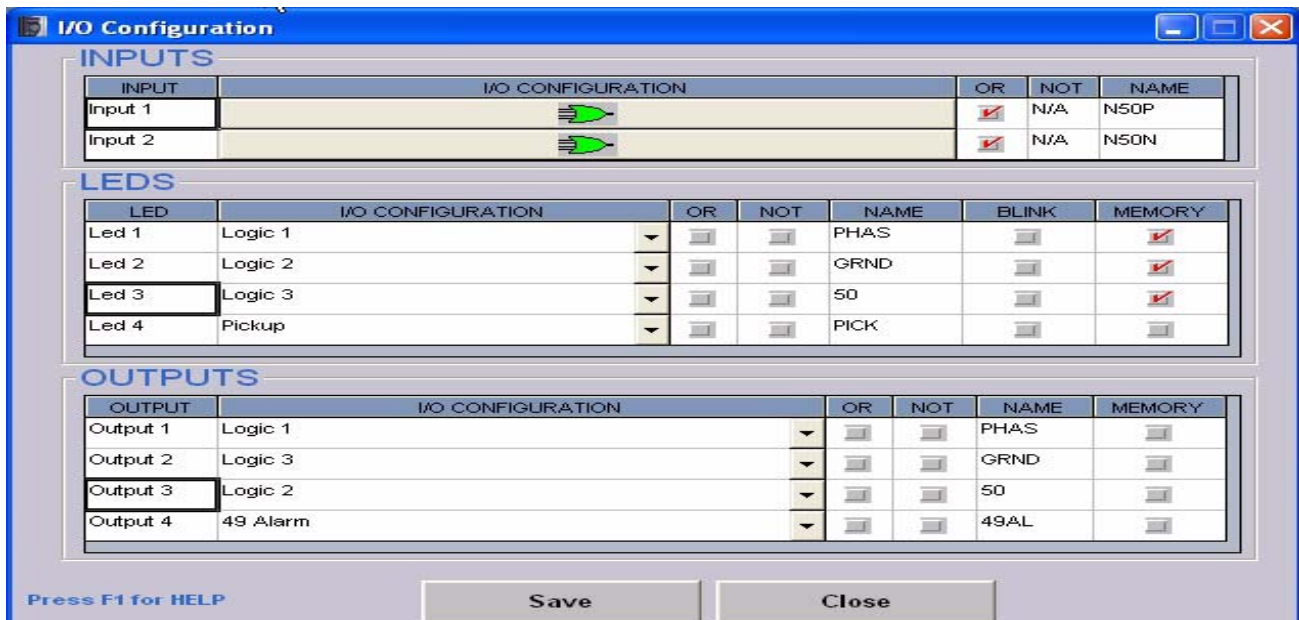 I/O Configuration
INPUTS
INPUT I/O CONFIGURATION OR NOT NAME
Input 1 N/A N50P
Input 2 N/A N50N
LEDS
LED I/O CONFIGURATION OR NOT NAME BLINK MEMORY
Led 1 Logic 1 PHAS
Led 2 Logic 2 GRND
Led 3 Logic 3 50
Led 4 Pickup PICK
OUTPUTS
OUTPUT I/O CONFIGURATION OR NOT NAME MEMORY
Output 1 Logic 1 PHAS
Output 2 Logic 3 GRND
Output 3 Logic 2 50
Output 4 49 Alarm 49AL
Press F1 for HELP Save Close